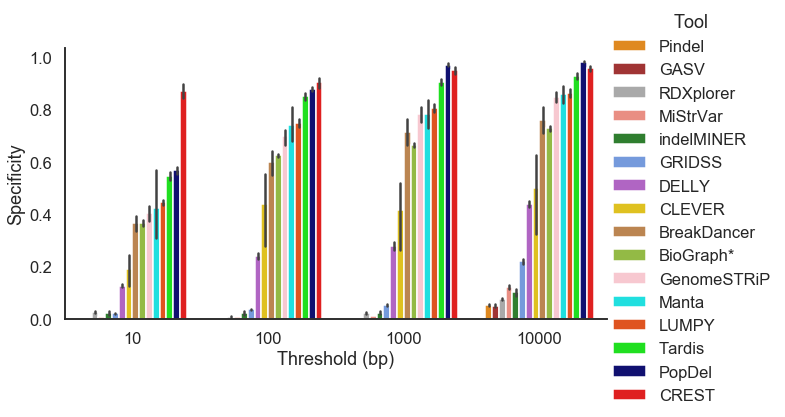 Specificity
1.0
0.8
0.6
0.4
0.2
0.0
10
100
1000
10000
Threshold (bp)
Tool
Pindel
GASV
RDXplorer
MiStrVar
indelMINER
GRIDSS
DELLY
CLEVER
BreakDancer
BioGraph*
GenomeSTRiP
Manta
LUMPY
Tardis
PopDel
CREST